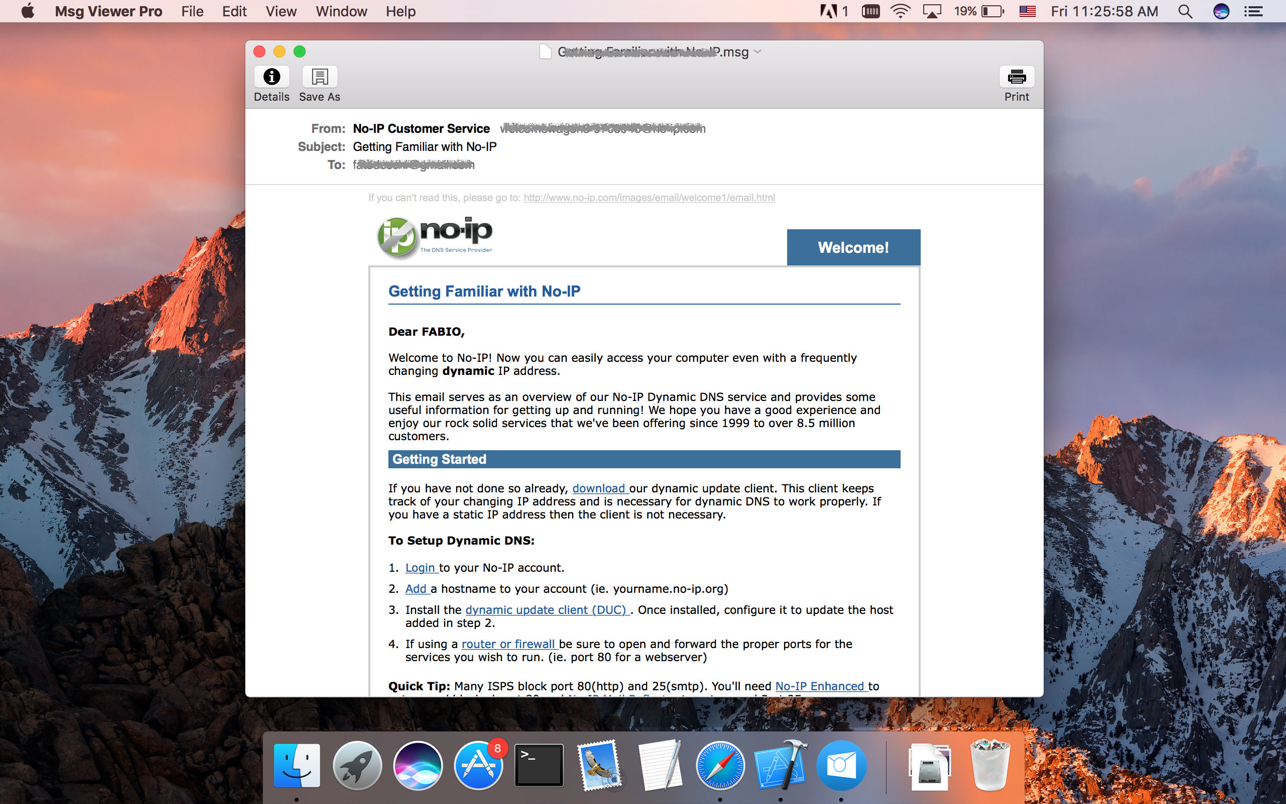 Msg Viewer Pro File Edit View Window Help 1 19% Fri 11:25:58 AM
Getting Familiar with No-IP.msg
Details Save As Print
From: No-IP Customer Service
Subject: Getting Familiar with No-IP
To:
If you can't read this, please go to: http://www.no-ip.com/images/email/welcome1/email.html
ip no-ip
The DNS Service Provider
Welcome!
Getting Familiar with No-IP
Dear FABIO,
Welcome to No-IP! Now you can easily access your computer even with a frequently
changing dynamic IP address.
This email serves as an overview of our No-IP Dynamic DNS service and provides some
useful information for getting up and running! We hope you have a good experience and
enjoy our rock solid services that we've been offering since 1999 to over 8.5 million
customers.
Getting Started
If you have not done so already, download our dynamic update client. This client keeps
track of your changing IP address and is necessary for dynamic DNS to work properly. If
you have a static IP address then the client is not necessary.
To Setup Dynamic DNS:
1. Login to your No-IP account.
2. Add a hostname to your account (ie. yourname.no-ip.org)
3. Install the dynamic update client (DUC) . Once installed, configure it to update the host
added in step 2.
4. If using a router or firewall be sure to open and forward the proper ports for the
services you wish to run. (ie. port 80 for a webserver)
Quick Tip: Many ISPS block port 80(http) and 25(smtp). You'll need No-IP Enhanced to
8
>_